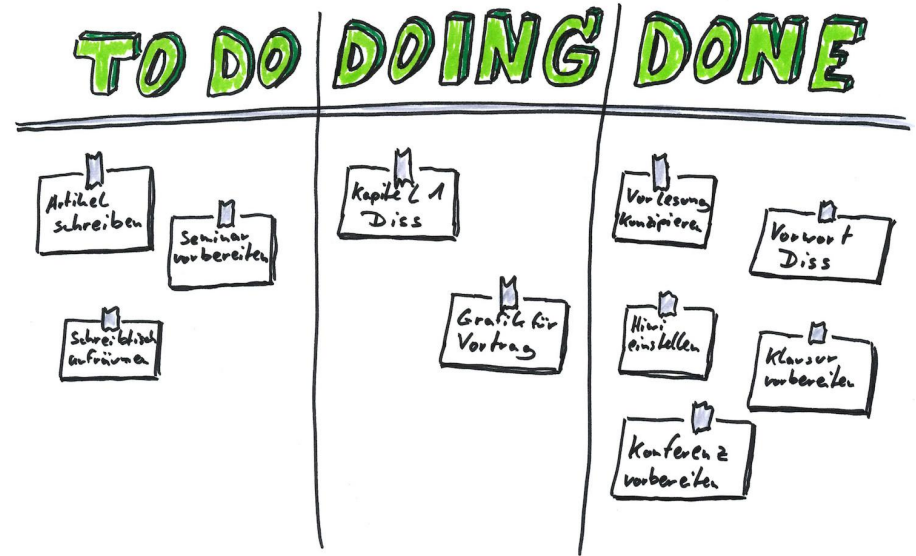 TO DO
DOING
DONE
Artikel
schreiben
Seminar
vorbereiten
Schreibtisch
aufräumen
Kapitel 1
Diss
Grafik für
Vortrag
Vorlesung
Konzipieren
Vorwort
Diss
Hiwi
einstellen
Klausur
vorbereiten
Konferenz
vorbereiten